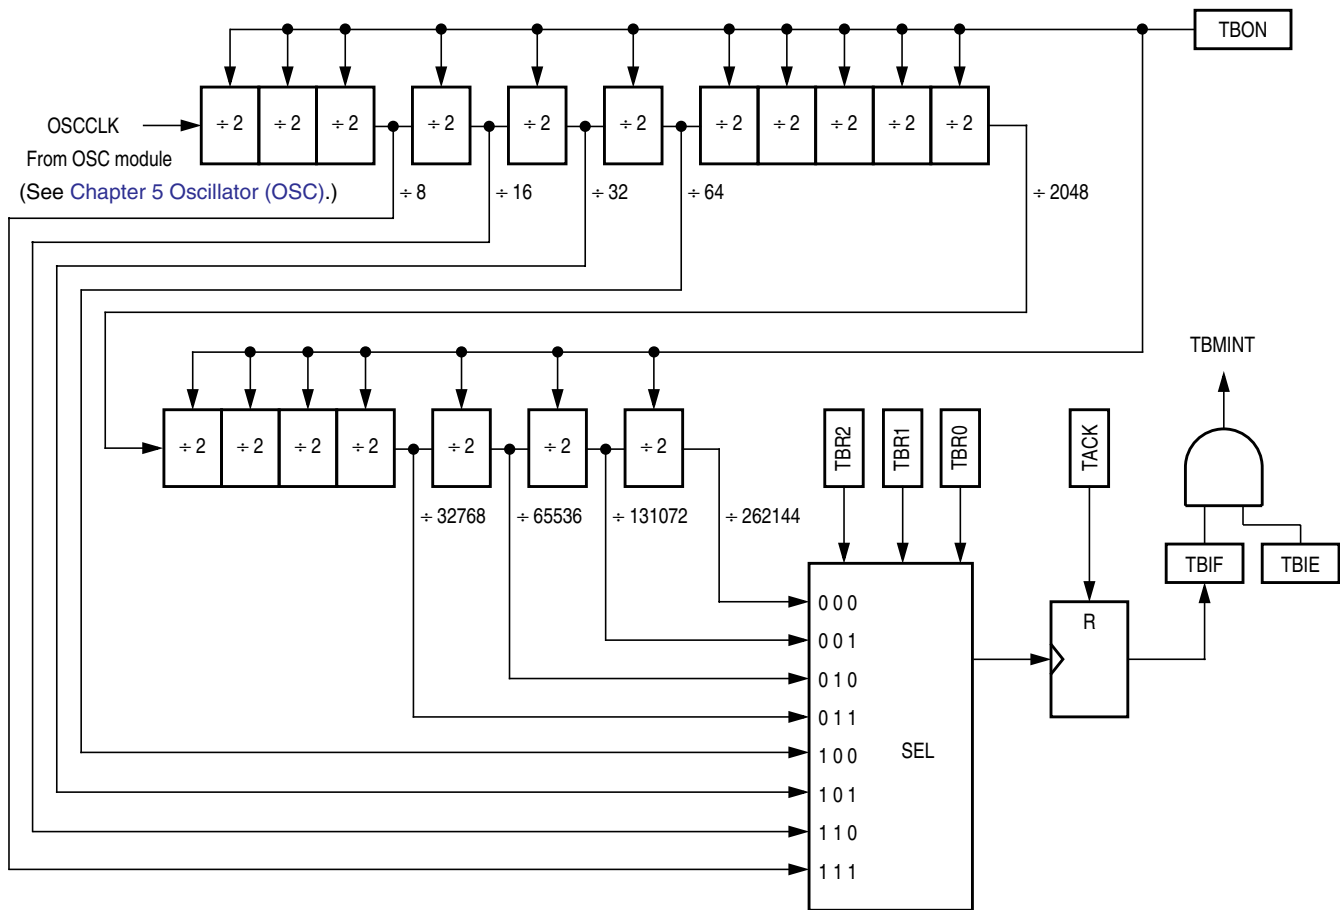 TBON
÷ 2 ÷ 2 ÷ 2 ÷ 2 ÷ 2 ÷ 2 ÷ 2 ÷ 2 ÷ 2 ÷ 2 ÷ 2
OSCCLK
From OSC module
(See Chapter 5 Oscillator (OSC).)
÷ 8 ÷ 16 ÷ 32 ÷ 64 ÷ 2048
TBMINT
÷ 2 ÷ 2 ÷ 2 ÷ 2 ÷ 2 ÷ 2 ÷ 2
TBR2
TBR1
TBR0
TACK
÷ 32768 ÷ 65536 ÷ 131072 ÷ 262144
TBIF TBIE
0 0 0
R
0 0 1
0 1 0
0 1 1
SEL
1 0 0
1 0 1
1 1 0
1 1 1